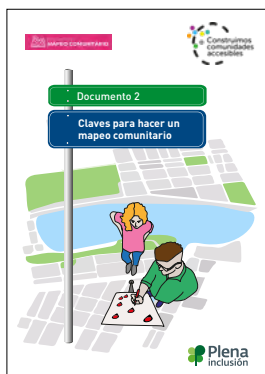 MAPEO COMUNITARIO
Construimos
comunidades
accesibles
Documento 2
Claves para hacer un
mapeo comunitario
Plena
inclusión